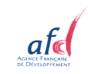 afd
AGENCE FRANÇAISE
DE DÉVELOPPEMENT